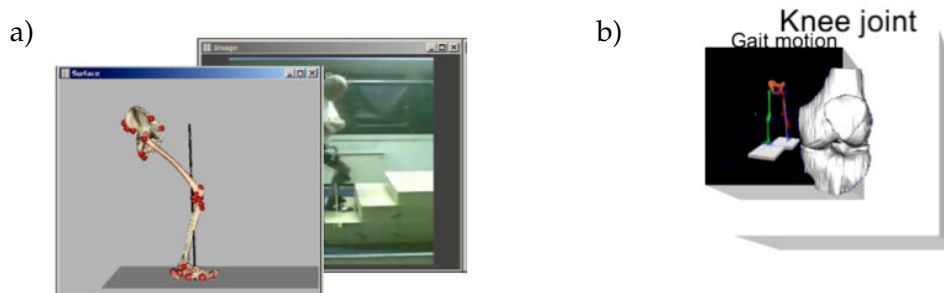 a)
Image
Surface
b)
Knee joint
Gait motion